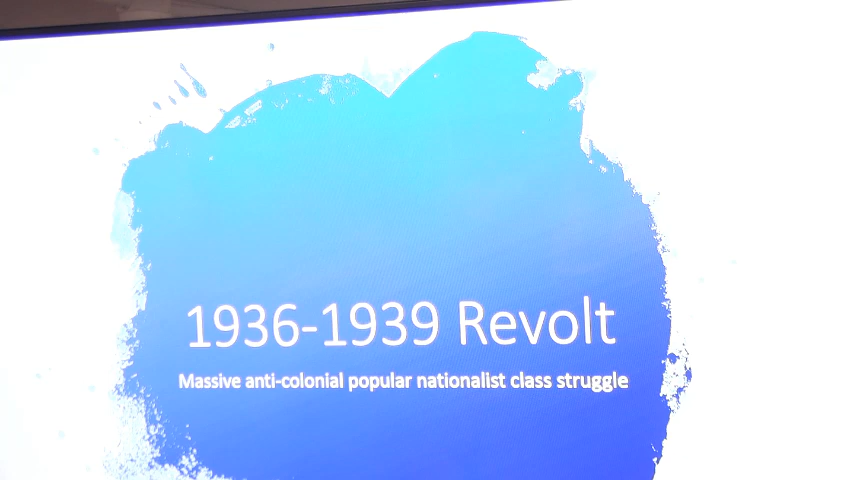 1936-1939 Revolt
Massive anti-colonial popular nationalist class struggle